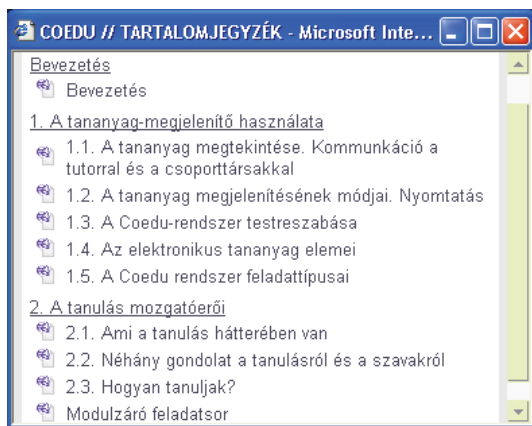 COEDU // TARTALOMJEGYZÉK - Microsoft Inte...
Bevezetés
Bevezetés
1. A tananyag-megjelenítő használata
1.1. A tananyag megtekintése. Kommunkáció a
tutorral és a csoporttársakkal
1.2. A tananyag megjelenítésének módjai. Nyomtatás
1.3. A Coedu-rendszer testreszabása
1.4. Az elektronikus tananyag elemei
1.5. A Coedu rendszer feladattípusai
2. A tanulás mozgatóerői
2.1. Ami a tanulás hátterében van
2.2. Néhány gondolat a tanulásról és a szavakról
2.3. Hogyan tanuljak?
Modulzáró feladatsor